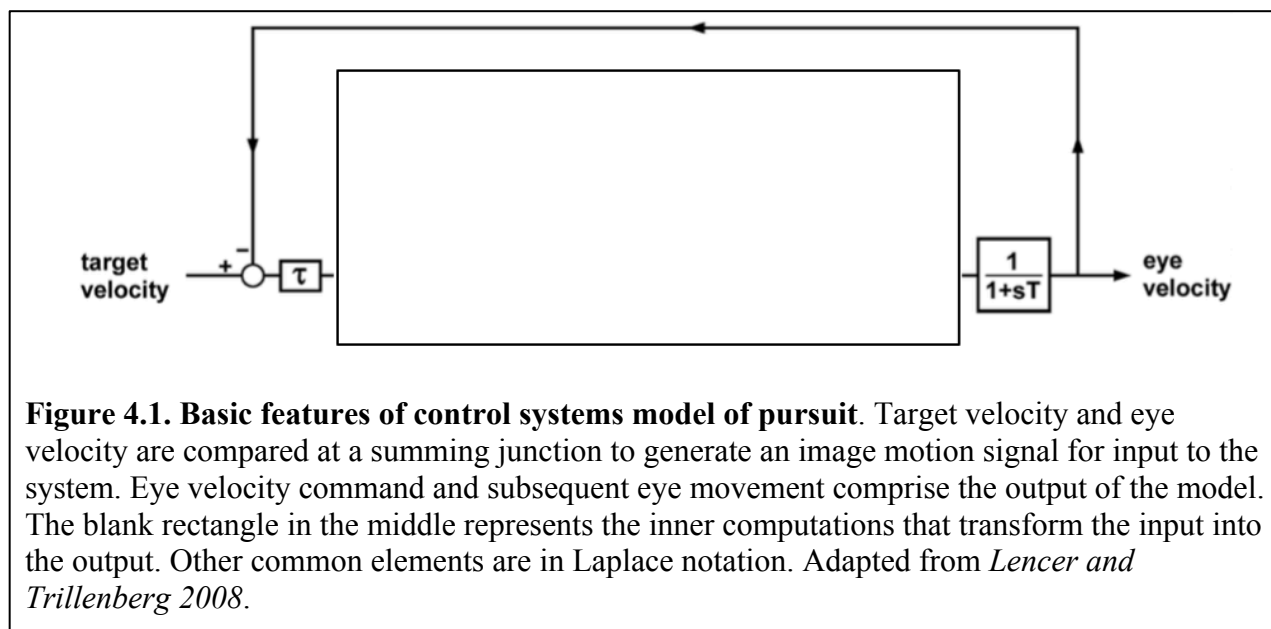 target
velocity
+
−
τ
1
1+sT
eye
velocity
Figure 4.1. Basic features of control systems model of pursuit. Target velocity and eye
velocity are compared at a summing junction to generate an image motion signal for input to the
system. Eye velocity command and subsequent eye movement comprise the output of the model.
The blank rectangle in the middle represents the inner computations that transform the input into
the output. Other common elements are in Laplace notation. Adapted from Lencer and
Trillenberg 2008.